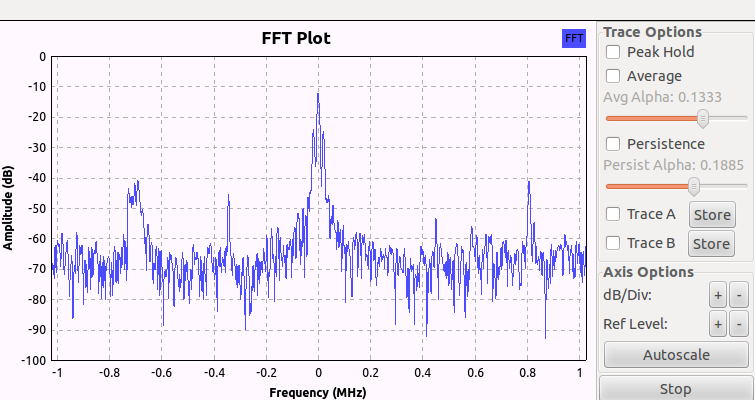 FFT Plot
FFT
0
-10
-20
-30
-40
-50
-60
-70
-80
-90
-100
Amplitude (dB)
-1 -0.8 -0.6 -0.4 -0.2 0 0.2 0.4 0.6 0.8 1
Frequency (MHz)
Trace Options
Peak Hold
Average
Avg Alpha: 0.1333
Persistence
Persist Alpha: 0.1885
Trace A Store
Trace B Store
Axis Options
dB/Div: + -
Ref Level: + -
Autoscale
Stop